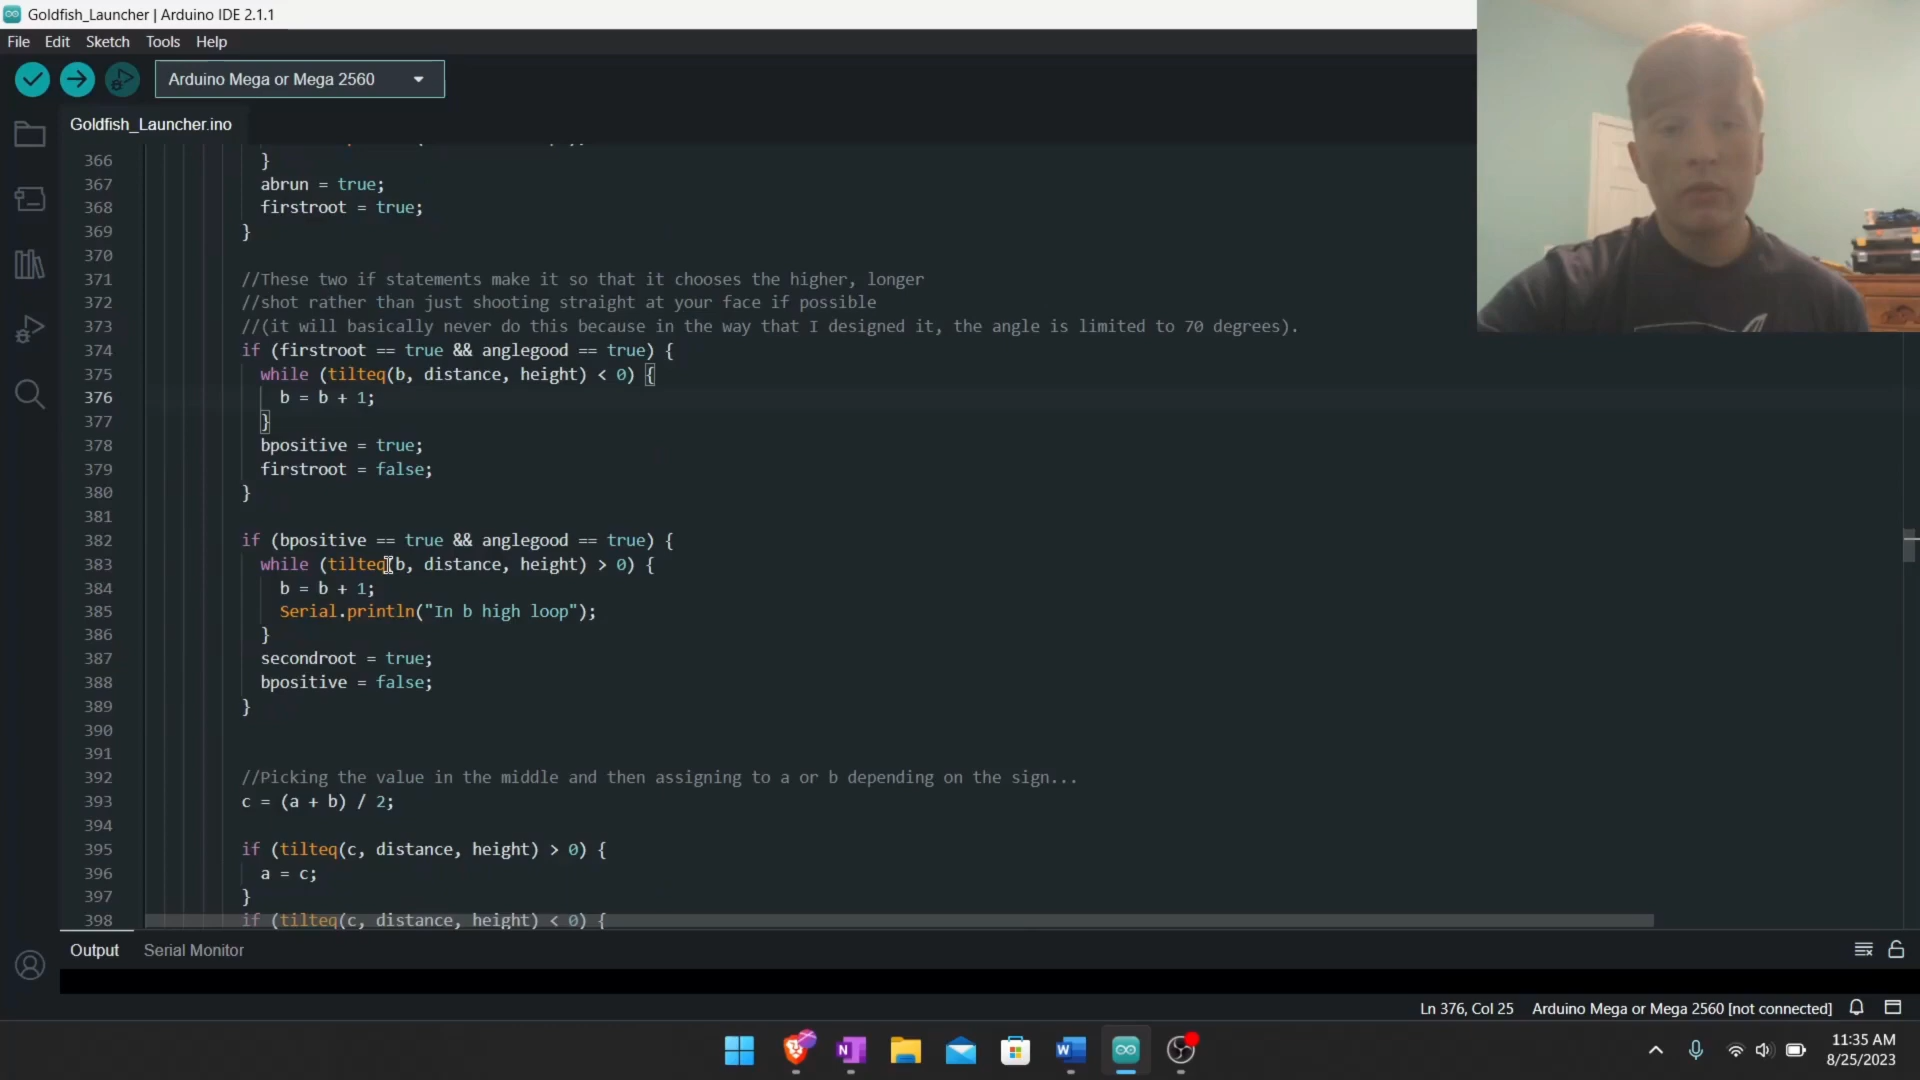 Goldfish_Launcher | Arduino IDE 2.1.1
File Edit Sketch Tools Help
Arduino Mega or Mega 2560
Goldfish_Launcher.ino
366 }
367 abrun = true;
368 firstroot = true;
369 }
370
371 //These two if statements make it so that it chooses the higher, longer
372 //shot rather than just shooting straight at your face if possible
373 //(it will basically never do this because in the way that I designed it, the angle is limited to 70 degrees).
374 if (firstroot == true && anglegood == true) {
375 while (tilteq(b, distance, height) < 0) {
376 b = b + 1;
377 }
378 bpositive = true;
379 firstroot = false;
380 }
381
382 if (bpositive == true && anglegood == true) {
383 while (tilteq(b, distance, height) > 0) {
384 b = b + 1;
385 Serial.println("In b high loop");
386 }
387 secondroot = true;
388 bpositive = false;
389 }
390
391
392 //Picking the value in the middle and then assigning to a or b depending on the sign...
393 c = (a + b) / 2;
394
395 if (tilteq(c, distance, height) > 0) {
396 a = c;
397 }
398 if (tilteq(c, distance, height) < 0) {
Output Serial Monitor
Ln 376, Col 25 Arduino Mega or Mega 2560 [not connected]
11:35 AM
8/25/2023